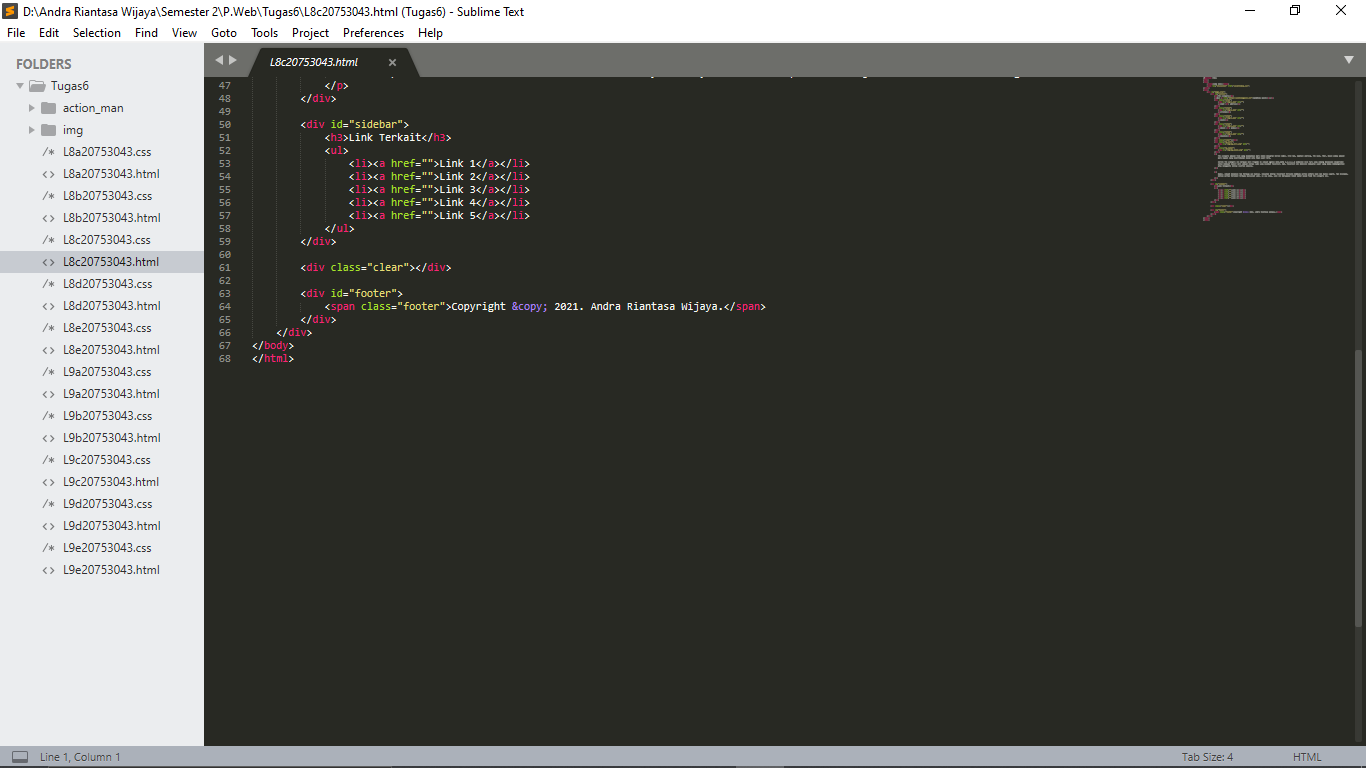 D:\Andra Riantasa Wijaya\Semester 2\P.Web\Tugas6\L8c20753043.html (Tugas6) - Sublime Text
File Edit Selection Find View Goto Tools Project Preferences Help
FOLDERS
Tugas6
action_man
img
/* L8a20753043.css
<> L8a20753043.html
/* L8b20753043.css
<> L8b20753043.html
/* L8c20753043.css
<> L8c20753043.html
/* L8d20753043.css
<> L8d20753043.html
/* L8e20753043.css
<> L8e20753043.html
/* L9a20753043.css
<> L9a20753043.html
/* L9b20753043.css
<> L9b20753043.html
/* L9c20753043.css
<> L9c20753043.html
/* L9d20753043.css
<> L9d20753043.html
/* L9e20753043.css
<> L9e20753043.html
L8c20753043.html
47 </p>
48 </div>
49
50 <div id="sidebar">
51 <h3>Link Terkait</h3>
52 <ul>
53 <li><a href="">Link 1</a></li>
54 <li><a href="">Link 2</a></li>
55 <li><a href="">Link 3</a></li>
56 <li><a href="">Link 4</a></li>
57 <li><a href="">Link 5</a></li>
58 </ul>
59 </div>
60
61 <div class="clear"></div>
62
63 <div id="footer">
64 <span class="footer">Copyright &copy; 2021. Andra Riantasa Wijaya.</span>
65 </div>
66 </div>
67 </body>
68 </html>
Line 1, Column 1
Tab Size: 4
HTML